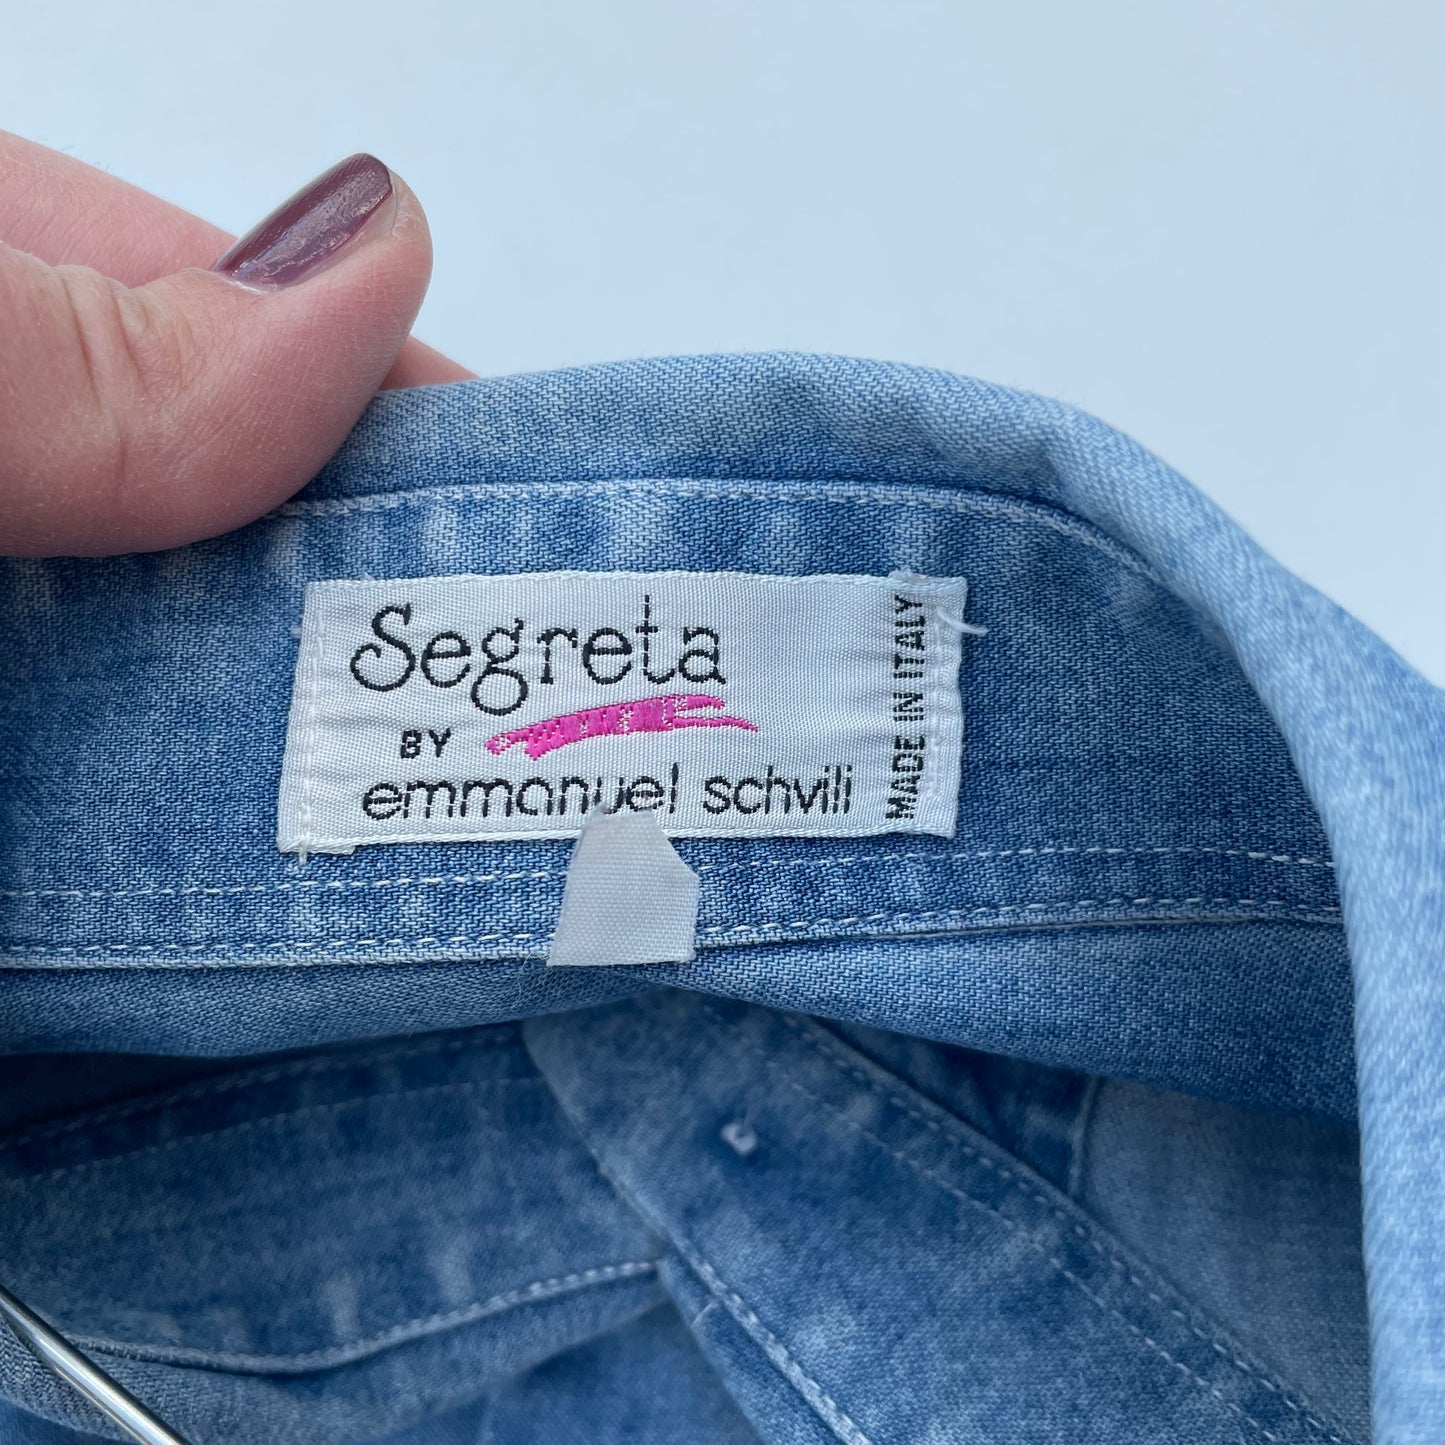 Segreta
BY
emmanuel schvili
MADE IN ITALY